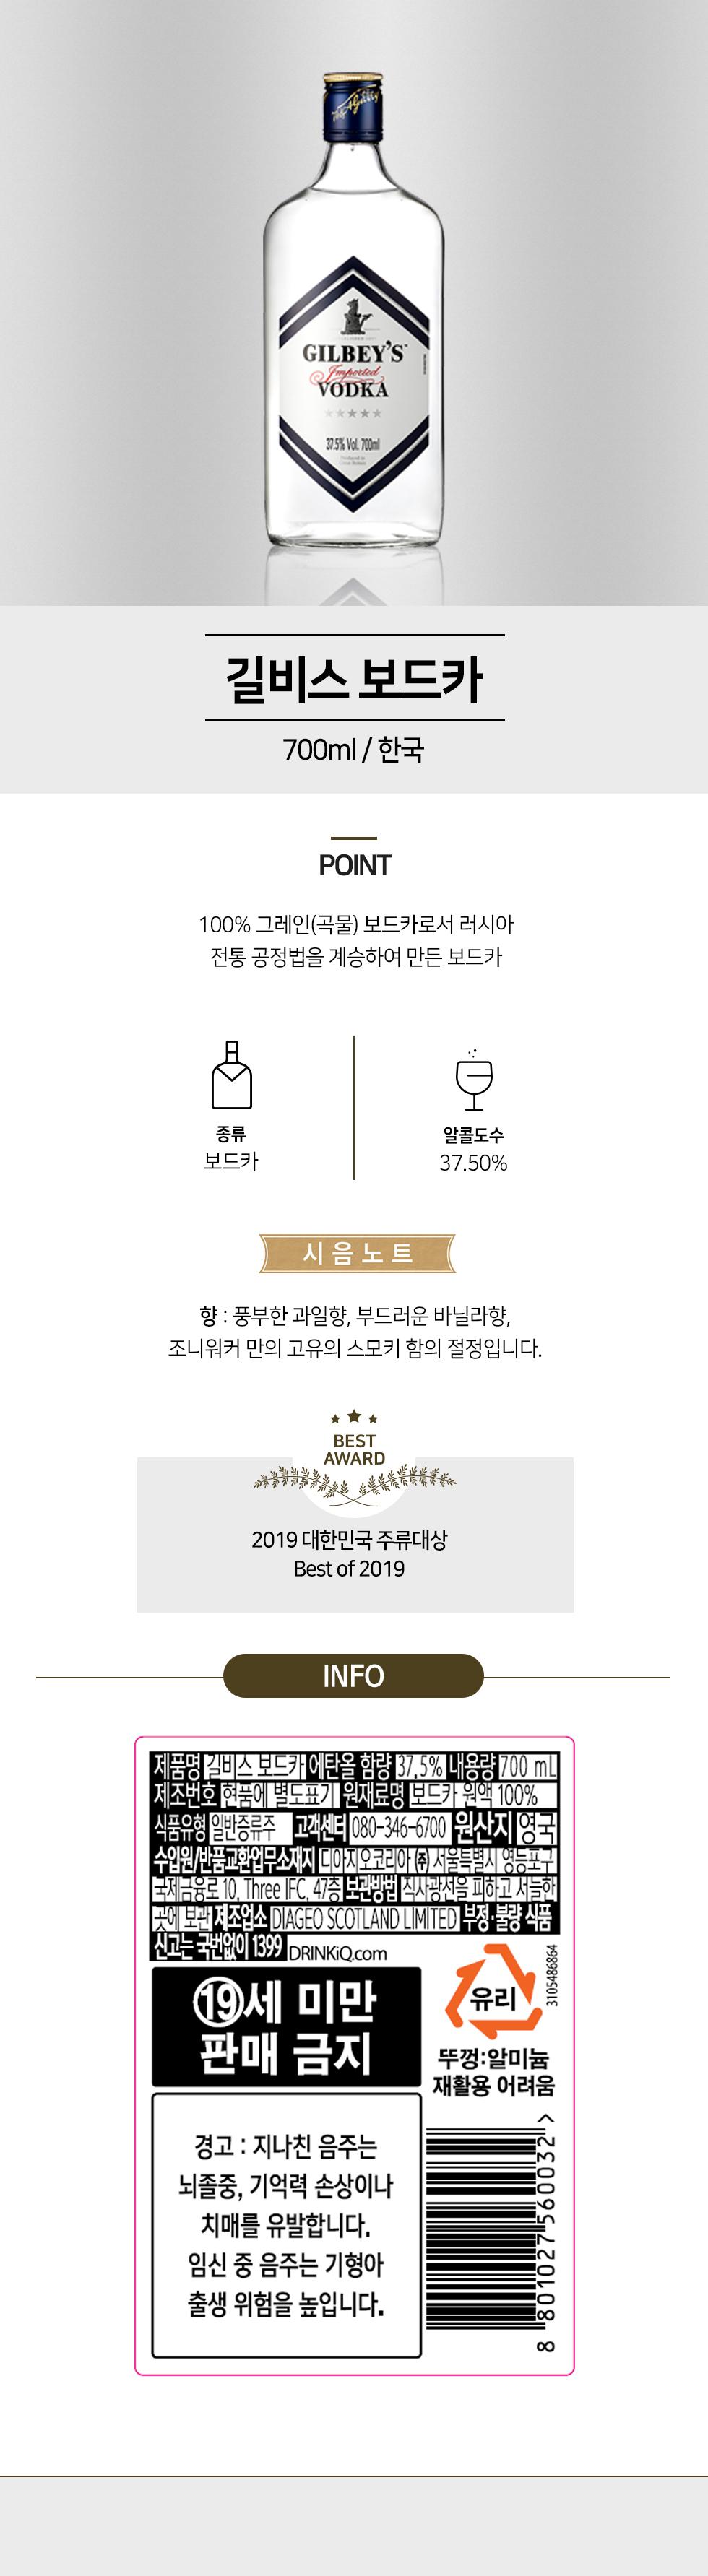 The Gilbey
GILBEY'S
Imported
VODKA
37.5% Vol. 700ml
Produced in
Great Britain
길비스 보드카
700ml / 한국
POINT
100% 그레인(곡물) 보드카로서 러시아
전통 공정법을 계승하여 만든 보드카
종류
보드카
알콜도수
37.50%
시음노트
향 : 풍부한 과일향, 부드러운 바닐라향,
조니워커 만의 고유의 스모키 함의 절정입니다.
BEST
AWARD
2019 대한민국 주류대상
Best of 2019
INFO
제품명 길비스 보드카 에탄올 함량 37.5% 내용량 700 mL
제조번호 현품에 별도표기 원재료명 보드카 원액 100%
식품유형 일반증류주 고객센터 080-346-6700 원산지 영국
수입원/반품교환업무소재지 디아지오코리아 ㈜ 서울특별시 영등포구
국제금융로 10, Three IFC, 47층 보관방법 직사광선을 피하고 서늘한
곳에 보관 제조업소 DIAGEO SCOTLAND LIMITED 부정·불량 식품
신고는 국번없이 1399 DRINKiQ.com
⑲세 미만
판매 금지
유리
3105486864
뚜껑:알미늄
재활용 어려움
경고 : 지나친 음주는
뇌졸중, 기억력 손상이나
치매를 유발합니다.
임신 중 음주는 기형아
출생 위험을 높입니다.
8 801027 560032 >